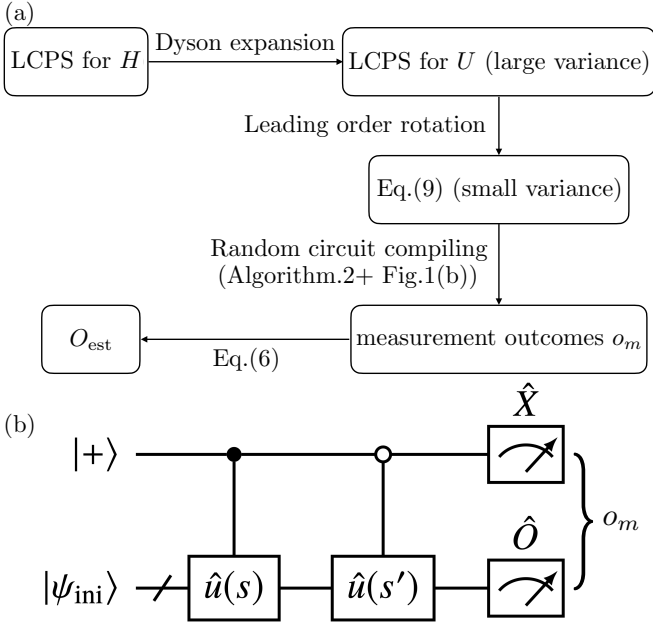 (a)
LCPS for H
Dyson expansion
LCPS for U (large variance)
Leading order rotation
Eq.(9) (small variance)
Random circuit compiling
(Algorithm.2+ Fig.1(b))
O_est
Eq.(6)
measurement outcomes o_m
(b)
|+⟩
X̂
|ψ_ini⟩
û(s)
û(s′)
Ô
o_m